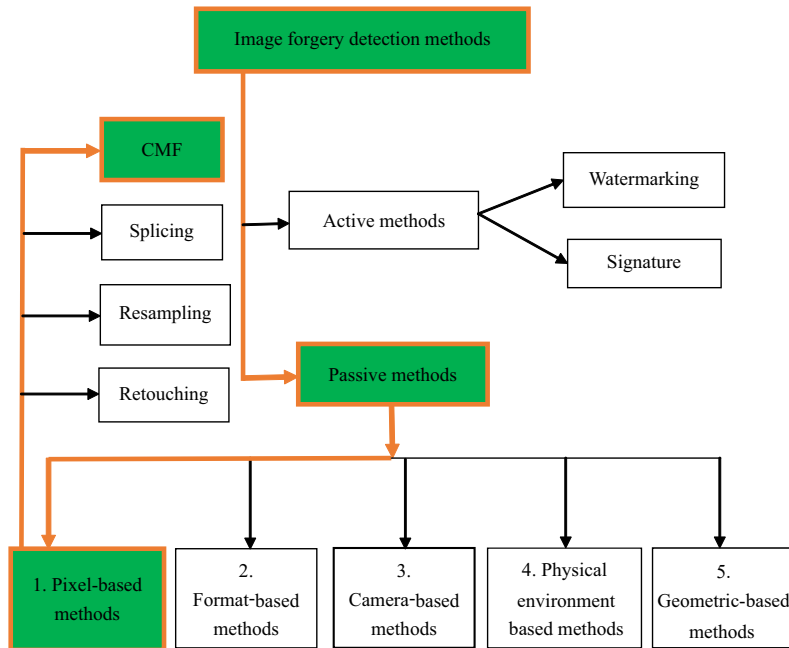 Image forgery detection methods
CMF
Splicing
Resampling
Retouching
Active methods
Watermarking
Signature
Passive methods
1. Pixel-based
methods
2.
Format-based
methods
3.
Camera-based
methods
4. Physical
environment
based methods
5.
Geometric-based
methods